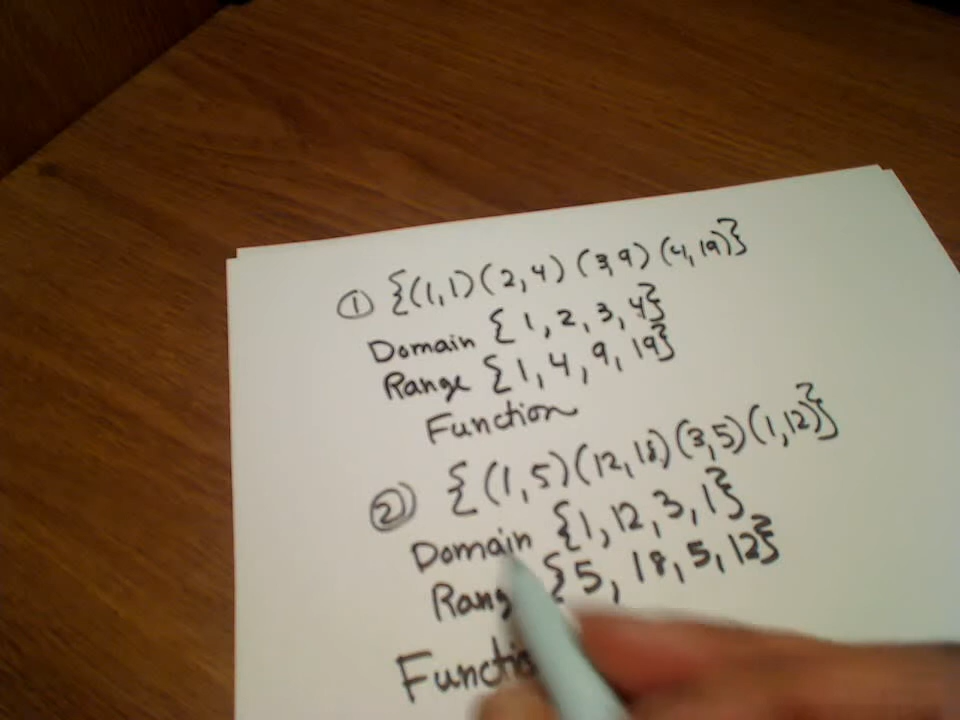 ① {(1,1)(2,4)(3,9)(4,19)}
Domain {1,2,3,4}
Range {1,4,9,19}
Function
② {(1,5)(12,18)(3,5)(1,12)}
Domain {1,12,3,1}
Range {5,18,5,12}